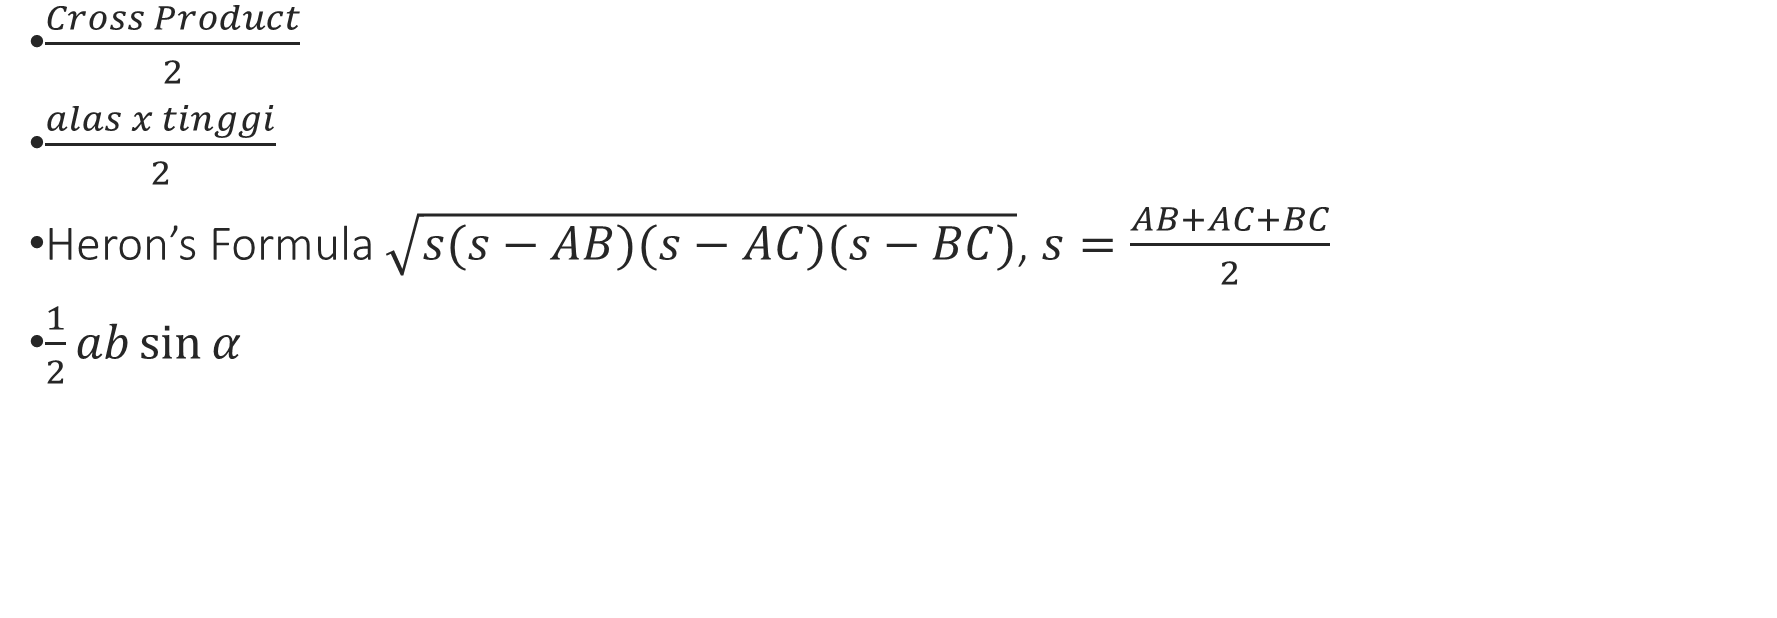 •Cross Product / 2
•alas x tinggi / 2
•Heron’s Formula √s(s − AB)(s − AC)(s − BC), s = AB+AC+BC / 2
•1/2 ab sin α